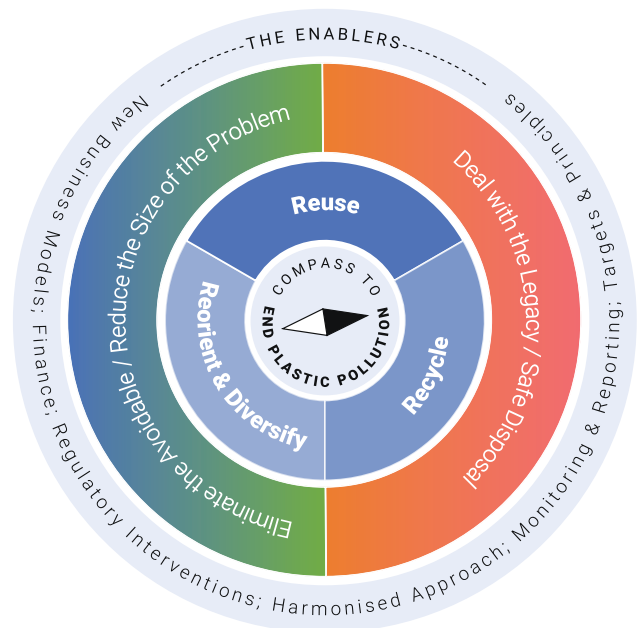 THE ENABLERS
New Business Models; Finance; Regulatory Interventions; Harmonised Approach; Monitoring & Reporting; Targets & Principles
Eliminate the Avoidable / Reduce the Size of the Problem
Deal with the Legacy / Safe Disposal
Reuse
Reorient & Diversify
Recycle
COMPASS TO
END PLASTIC POLLUTION